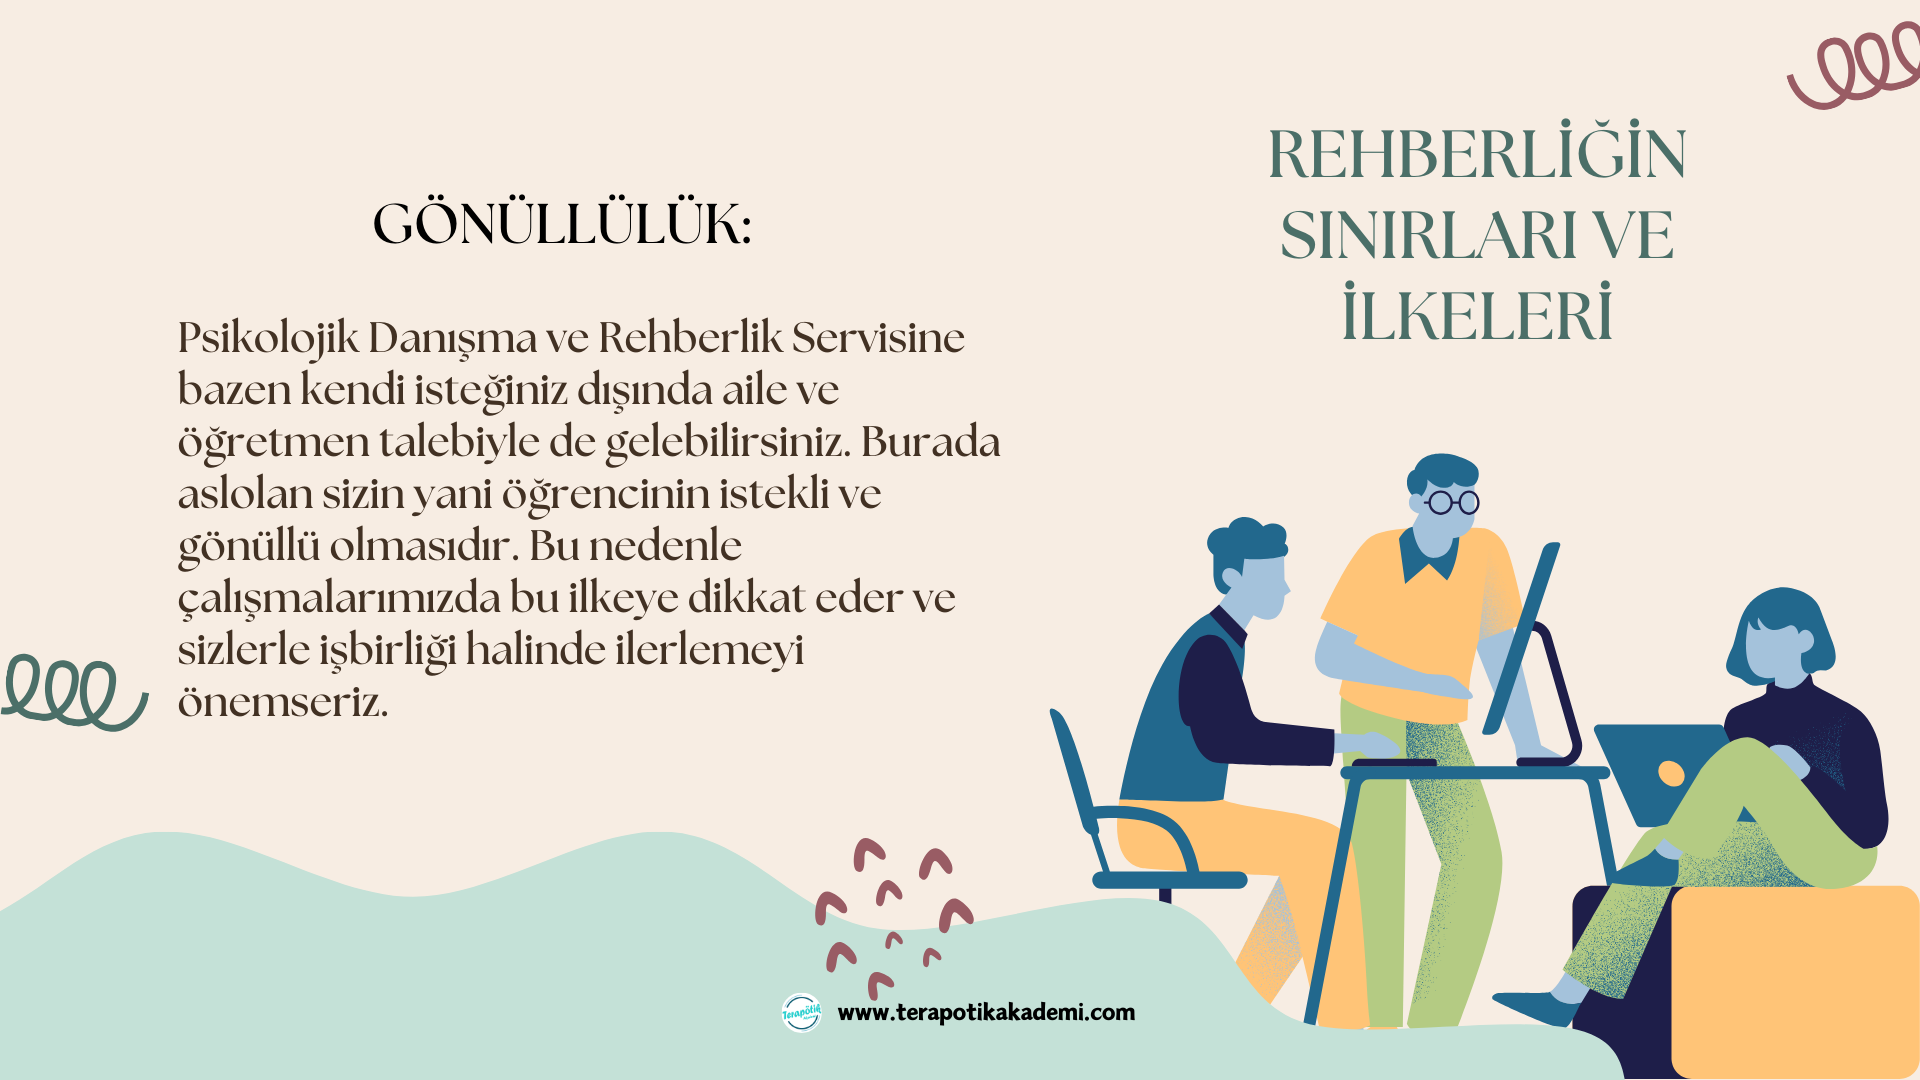 REHBERLİĞİN
SINIRLARI VE
İLKELERİ
GÖNÜLLÜLÜK:
Psikolojik Danışma ve Rehberlik Servisine
bazen kendi isteğiniz dışında aile ve
öğretmen talebiyle de gelebilirsiniz. Burada
aslolan sizin yani öğrencinin istekli ve
gönüllü olmasıdır. Bu nedenle
çalışmalarımızda bu ilkeye dikkat eder ve
sizlerle işbirliği halinde ilerlemeyi
önemseriz.
Terapötik
www.terapotikakademi.com